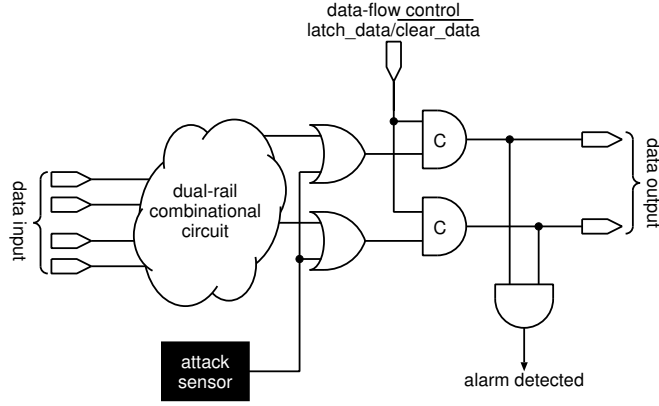 data-flow control
latch_data/clear_data
data input
dual-rail
combinational
circuit
C
C
data output
attack
sensor
alarm detected